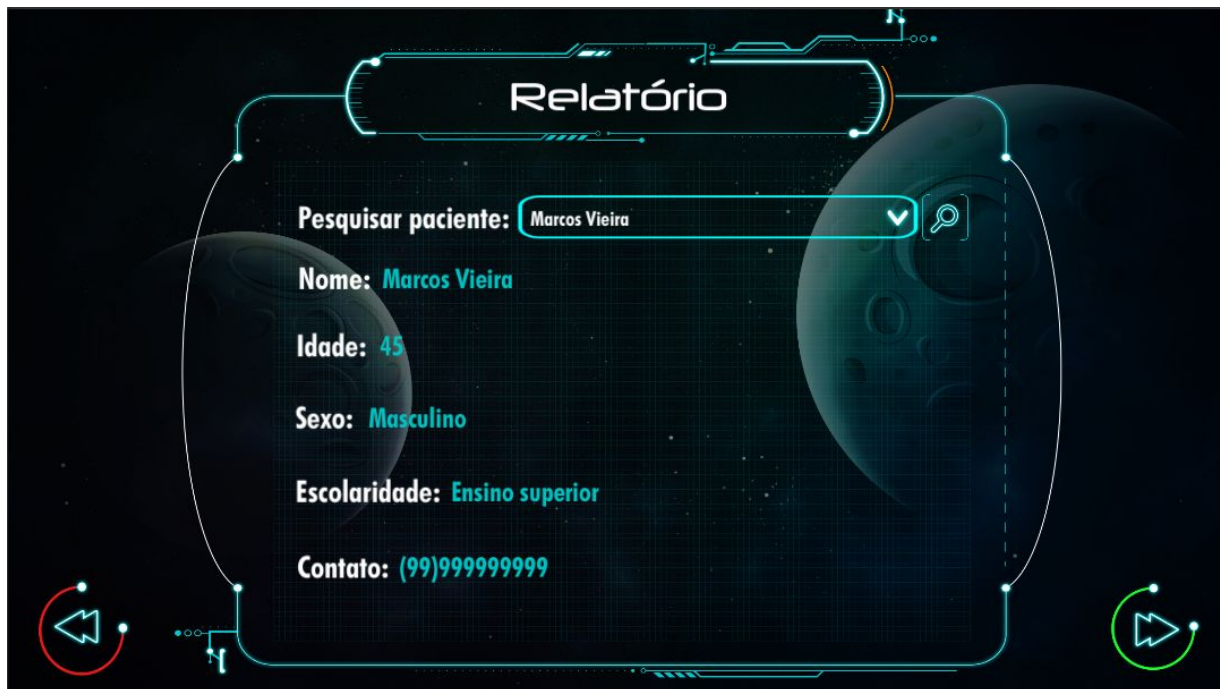 Relatório
Pesquisar paciente: Marcos Vieira
Nome: Marcos Vieira
Idade: 45
Sexo: Masculino
Escolaridade: Ensino superior
Contato: (99)999999999